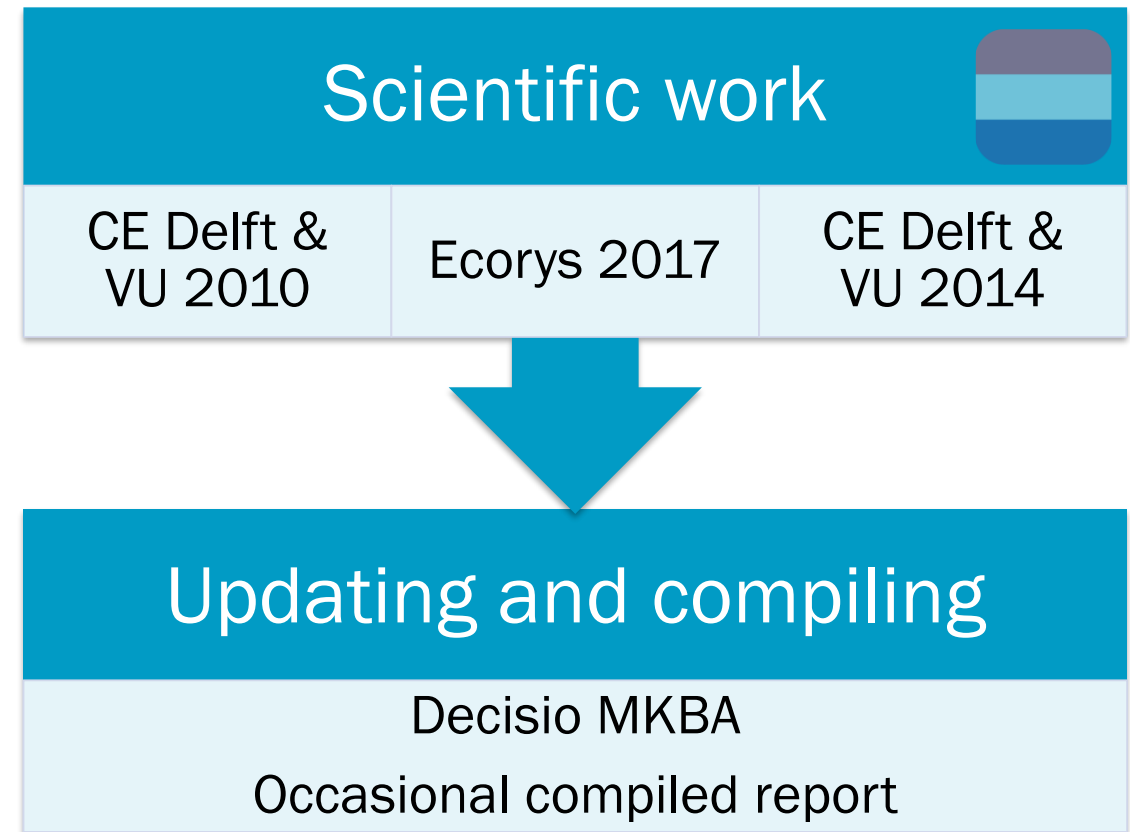 Scientific work
CE Delft &
VU 2010
Ecorys 2017
CE Delft &
VU 2014
Updating and compiling
Decisio MKBA
Occasional compiled report